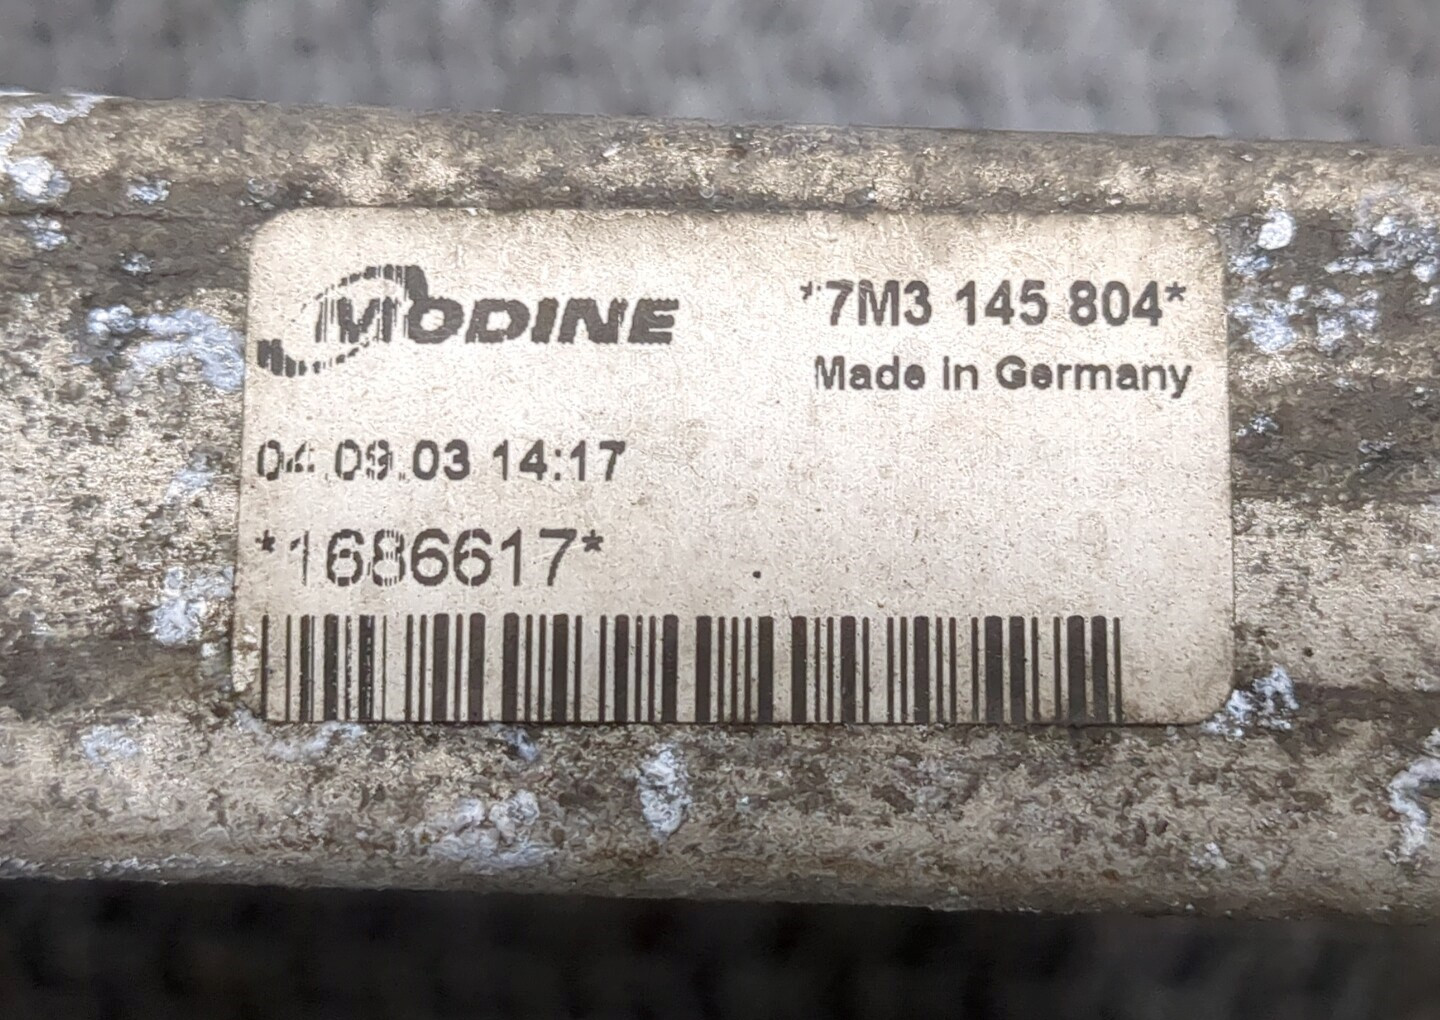 MODINE
*7M3 145 804*
Made in Germany
04.09.03 14:17
*1686617*